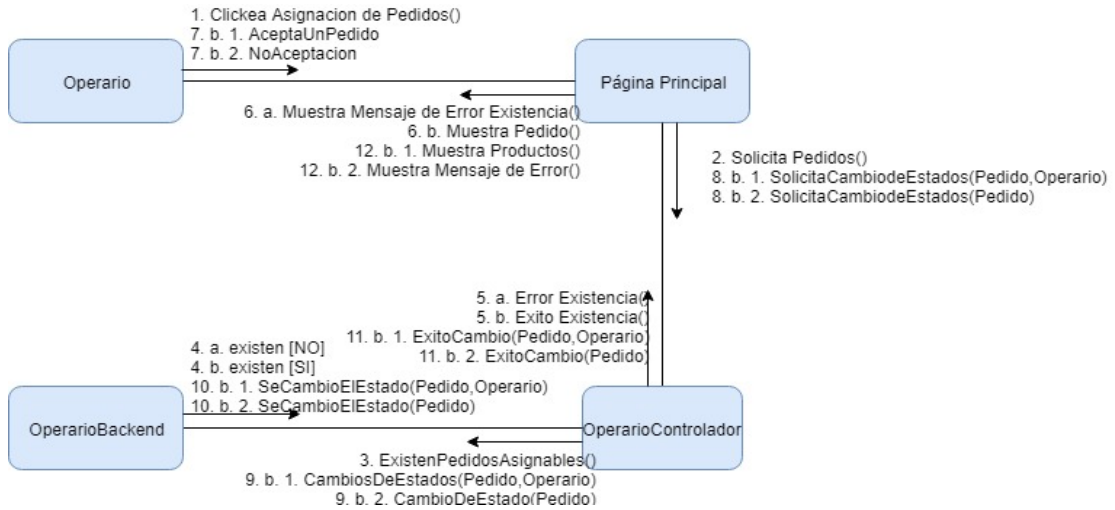 1. Clickea Asignacion de Pedidos()
7. b. 1. AceptaUnPedido
7. b. 2. NoAceptacion
Operario
Página Principal
6. a. Muestra Mensaje de Error Existencia()
6. b. Muestra Pedido()
12. b. 1. Muestra Productos()
12. b. 2. Muestra Mensaje de Error()
2. Solicita Pedidos()
8. b. 1. SolicitaCambiodeEstados(Pedido,Operario)
8. b. 2. SolicitaCambiodeEstados(Pedido)
5. a. Error Existencia()
5. b. Exito Existencia()
11. b. 1. ExitoCambio(Pedido,Operario)
11. b. 2. ExitoCambio(Pedido)
4. a. existen [NO]
4. b. existen [SI]
10. b. 1. SeCambioElEstado(Pedido,Operario)
10. b. 2. SeCambioElEstado(Pedido)
OperarioBackend
OperarioControlador
3. ExistenPedidosAsignables()
9. b. 1. CambiosDeEstados(Pedido,Operario)
9. b. 2. CambioDeEstado(Pedido)